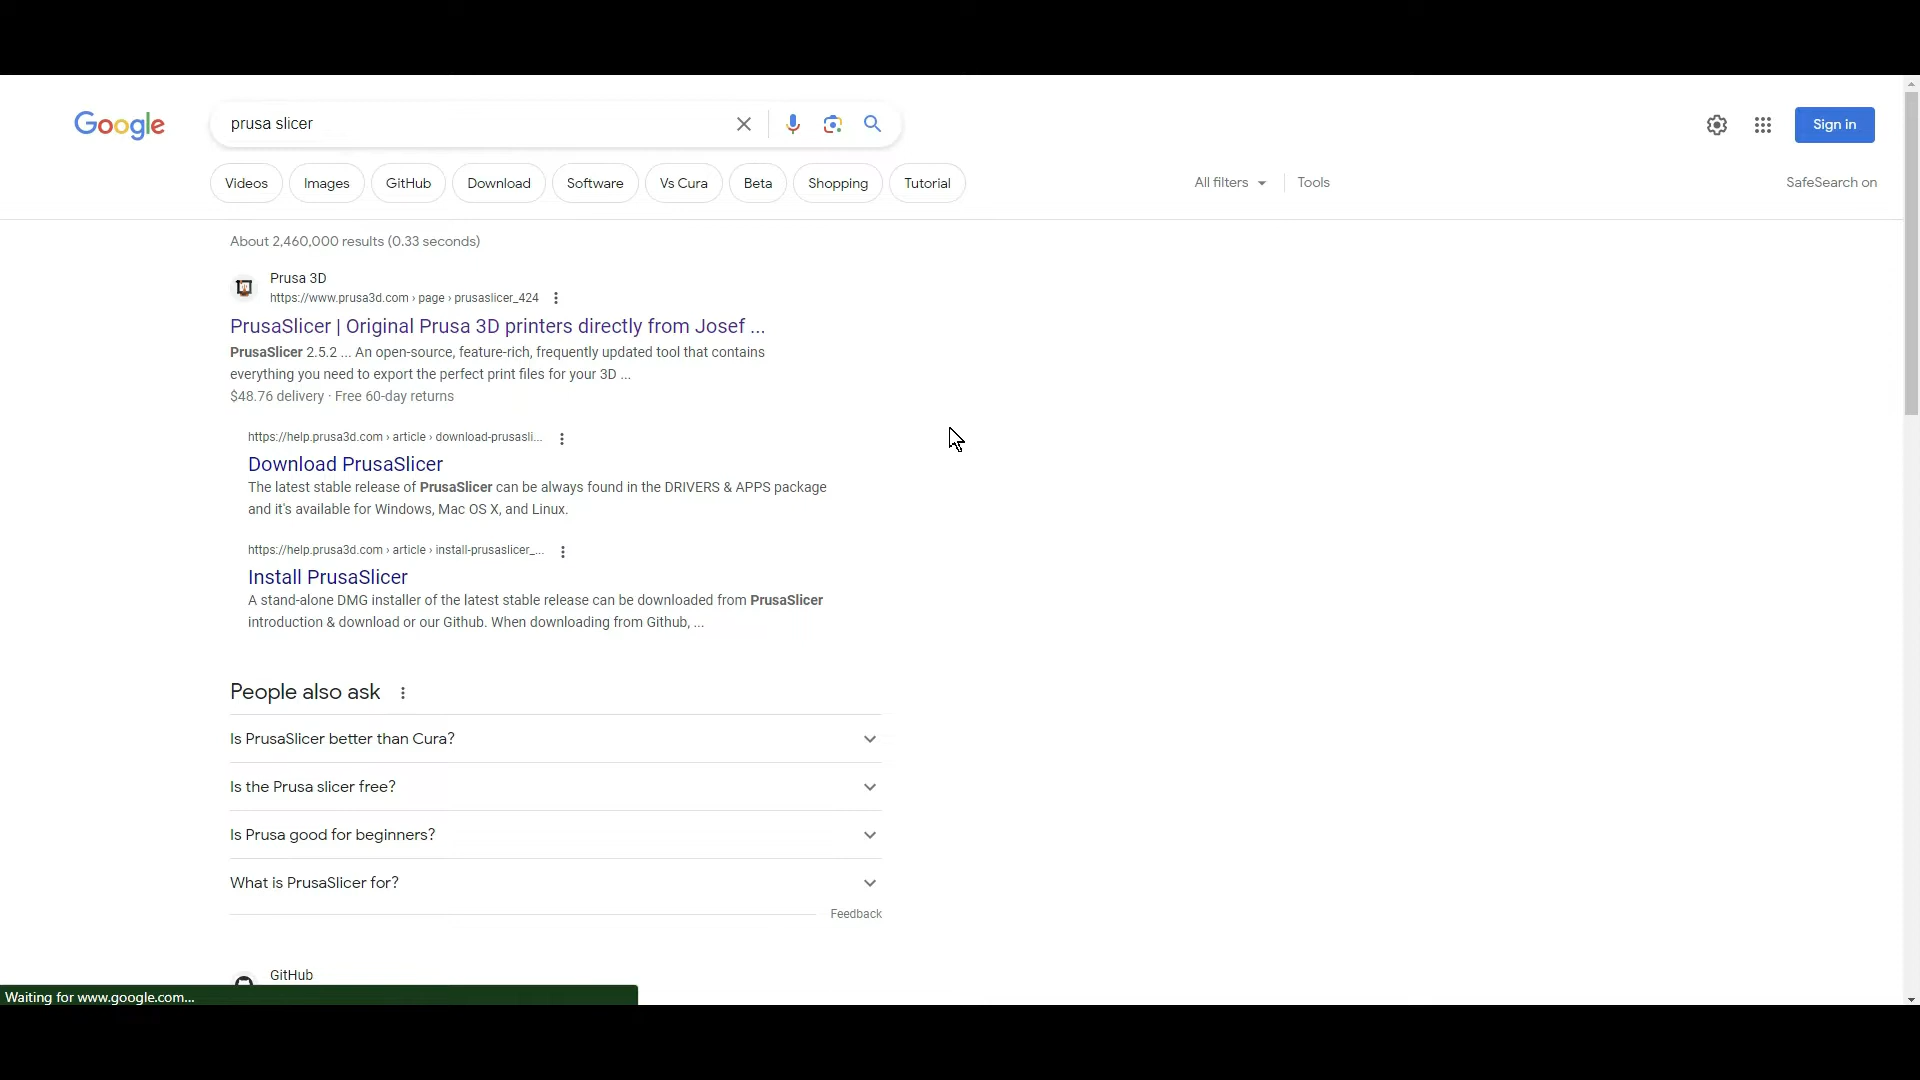 Google
prusa slicer
Sign in
Videos
Images
GitHub
Download
Software
Vs Cura
Beta
Shopping
Tutorial
All filters
Tools
SafeSearch on
About 2,460,000 results (0.33 seconds)
Prusa 3D
https://www.prusa3d.com › page › prusaslicer_424
PrusaSlicer | Original Prusa 3D printers directly from Josef ...
PrusaSlicer 2.5.2 ... An open-source, feature-rich, frequently updated tool that contains
everything you need to export the perfect print files for your 3D ...
$48.76 delivery · Free 60-day returns
https://help.prusa3d.com › article › download-prusasli...
Download PrusaSlicer
The latest stable release of PrusaSlicer can be always found in the DRIVERS & APPS package
and it's available for Windows, Mac OS X, and Linux.
https://help.prusa3d.com › article › install-prusaslicer_...
Install PrusaSlicer
A stand-alone DMG installer of the latest stable release can be downloaded from PrusaSlicer
introduction & download or our Github. When downloading from Github, ...
People also ask
Is PrusaSlicer better than Cura?
Is the Prusa slicer free?
Is Prusa good for beginners?
What is PrusaSlicer for?
Feedback
GitHub
Waiting for www.google.com...